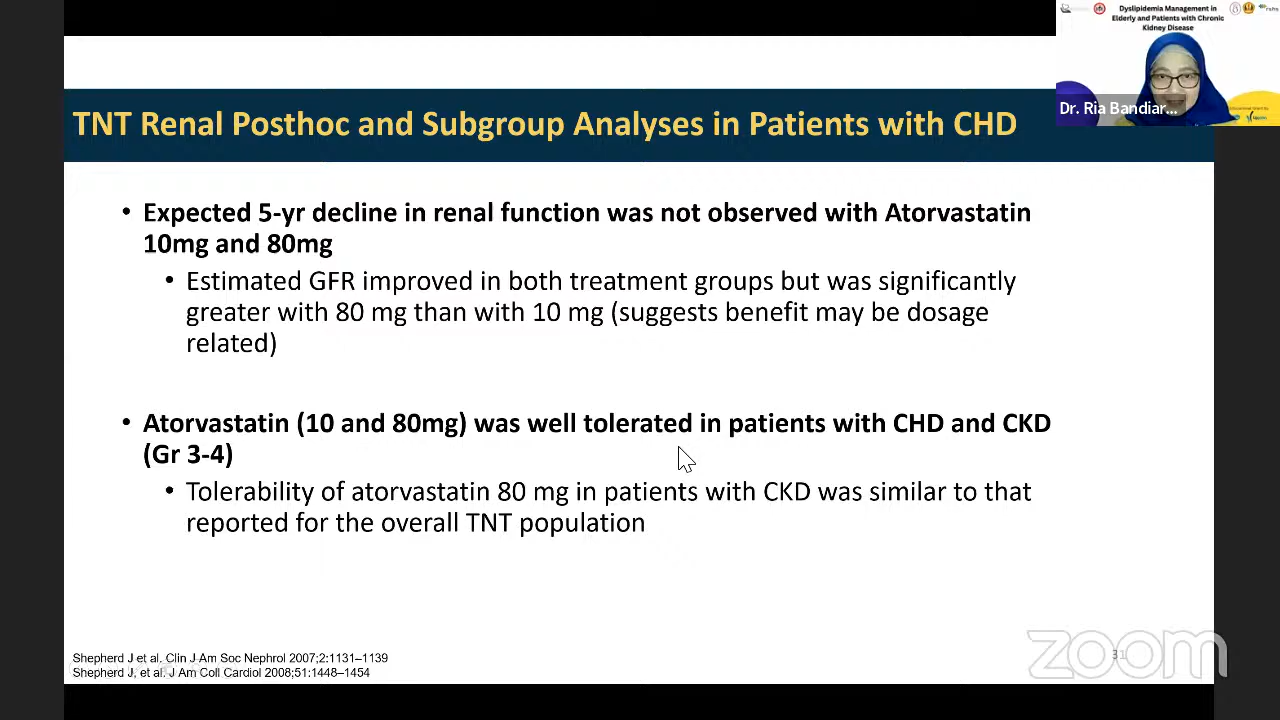 Dyslipidemia Management in
Elderly and Patients with Chronic
Kidney Disease
Dr. Ria Bandiar...
TNT Renal Posthoc and Subgroup Analyses in Patients with CHD
• Expected 5-yr decline in renal function was not observed with Atorvastatin
10mg and 80mg
• Estimated GFR improved in both treatment groups but was significantly
greater with 80 mg than with 10 mg (suggests benefit may be dosage
related)
• Atorvastatin (10 and 80mg) was well tolerated in patients with CHD and CKD
(Gr 3-4)
• Tolerability of atorvastatin 80 mg in patients with CKD was similar to that
reported for the overall TNT population
Shepherd J et al. Clin J Am Soc Nephrol 2007;2:1131–1139
Shepherd J, et al. J Am Coll Cardiol 2008;51:1448–1454
31
zoom